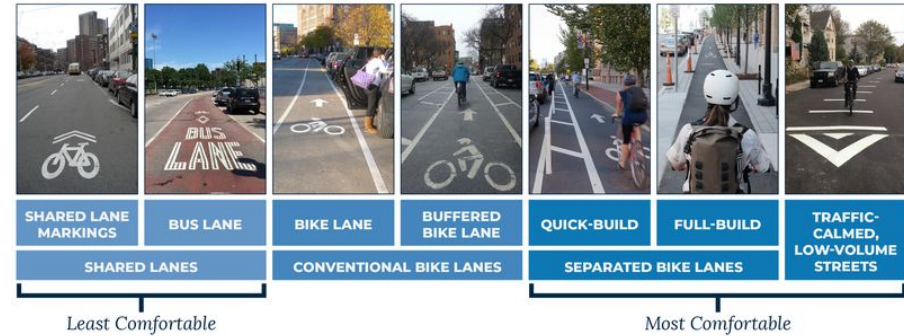 BUS
LANE
SHARED LANE
MARKINGS
BUS LANE
BIKE LANE
BUFFERED
BIKE LANE
QUICK-BUILD
FULL-BUILD
TRAFFIC-
CALMED,
LOW-VOLUME
STREETS
SHARED LANES
CONVENTIONAL BIKE LANES
SEPARATED BIKE LANES
Least Comfortable
Most Comfortable